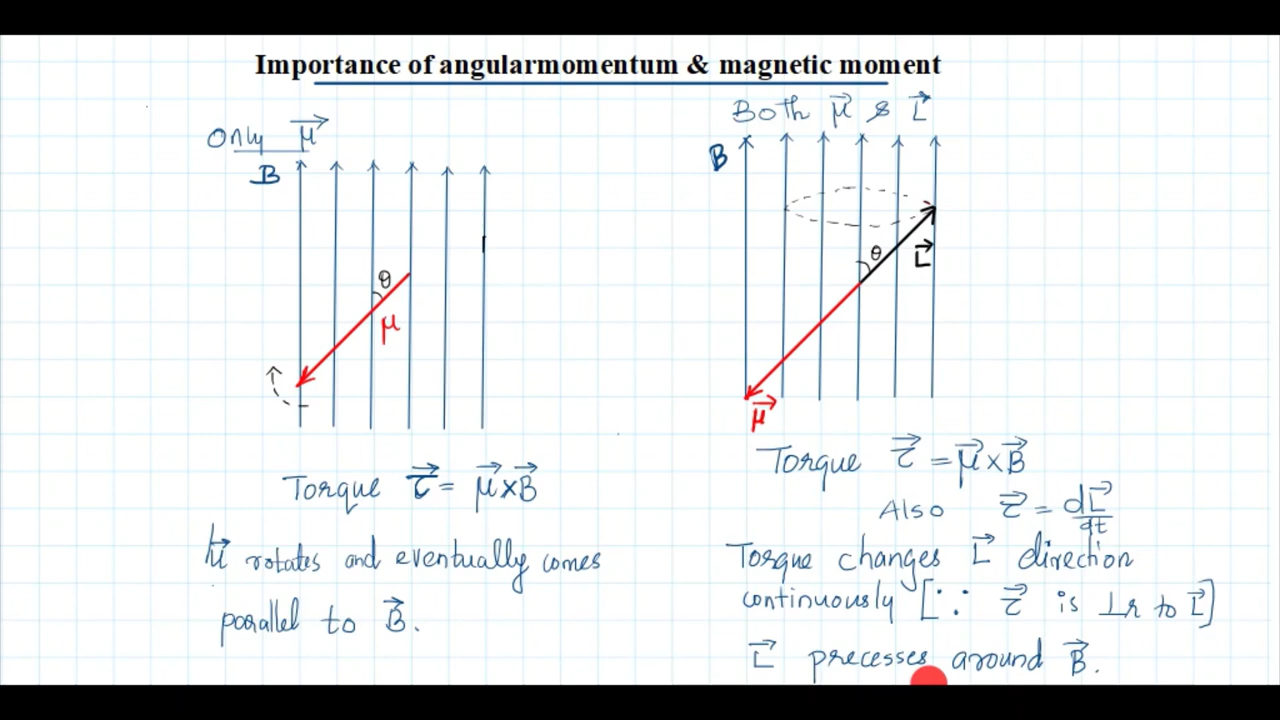 Importance of angularmomentum & magnetic moment
Only μ⃗
B
θ
μ
Torque τ⃗ = μ⃗ × B⃗
μ⃗ rotates and eventually comes
parallel to B⃗.
Both μ⃗ & L⃗
B
θ
L⃗
μ⃗
Torque τ⃗ = μ⃗ × B⃗
Also τ⃗ = dL⃗/dt
Torque changes L⃗ direction
continuously [∵ τ⃗ is ⊥r to L⃗]
L⃗ precesses around B⃗.